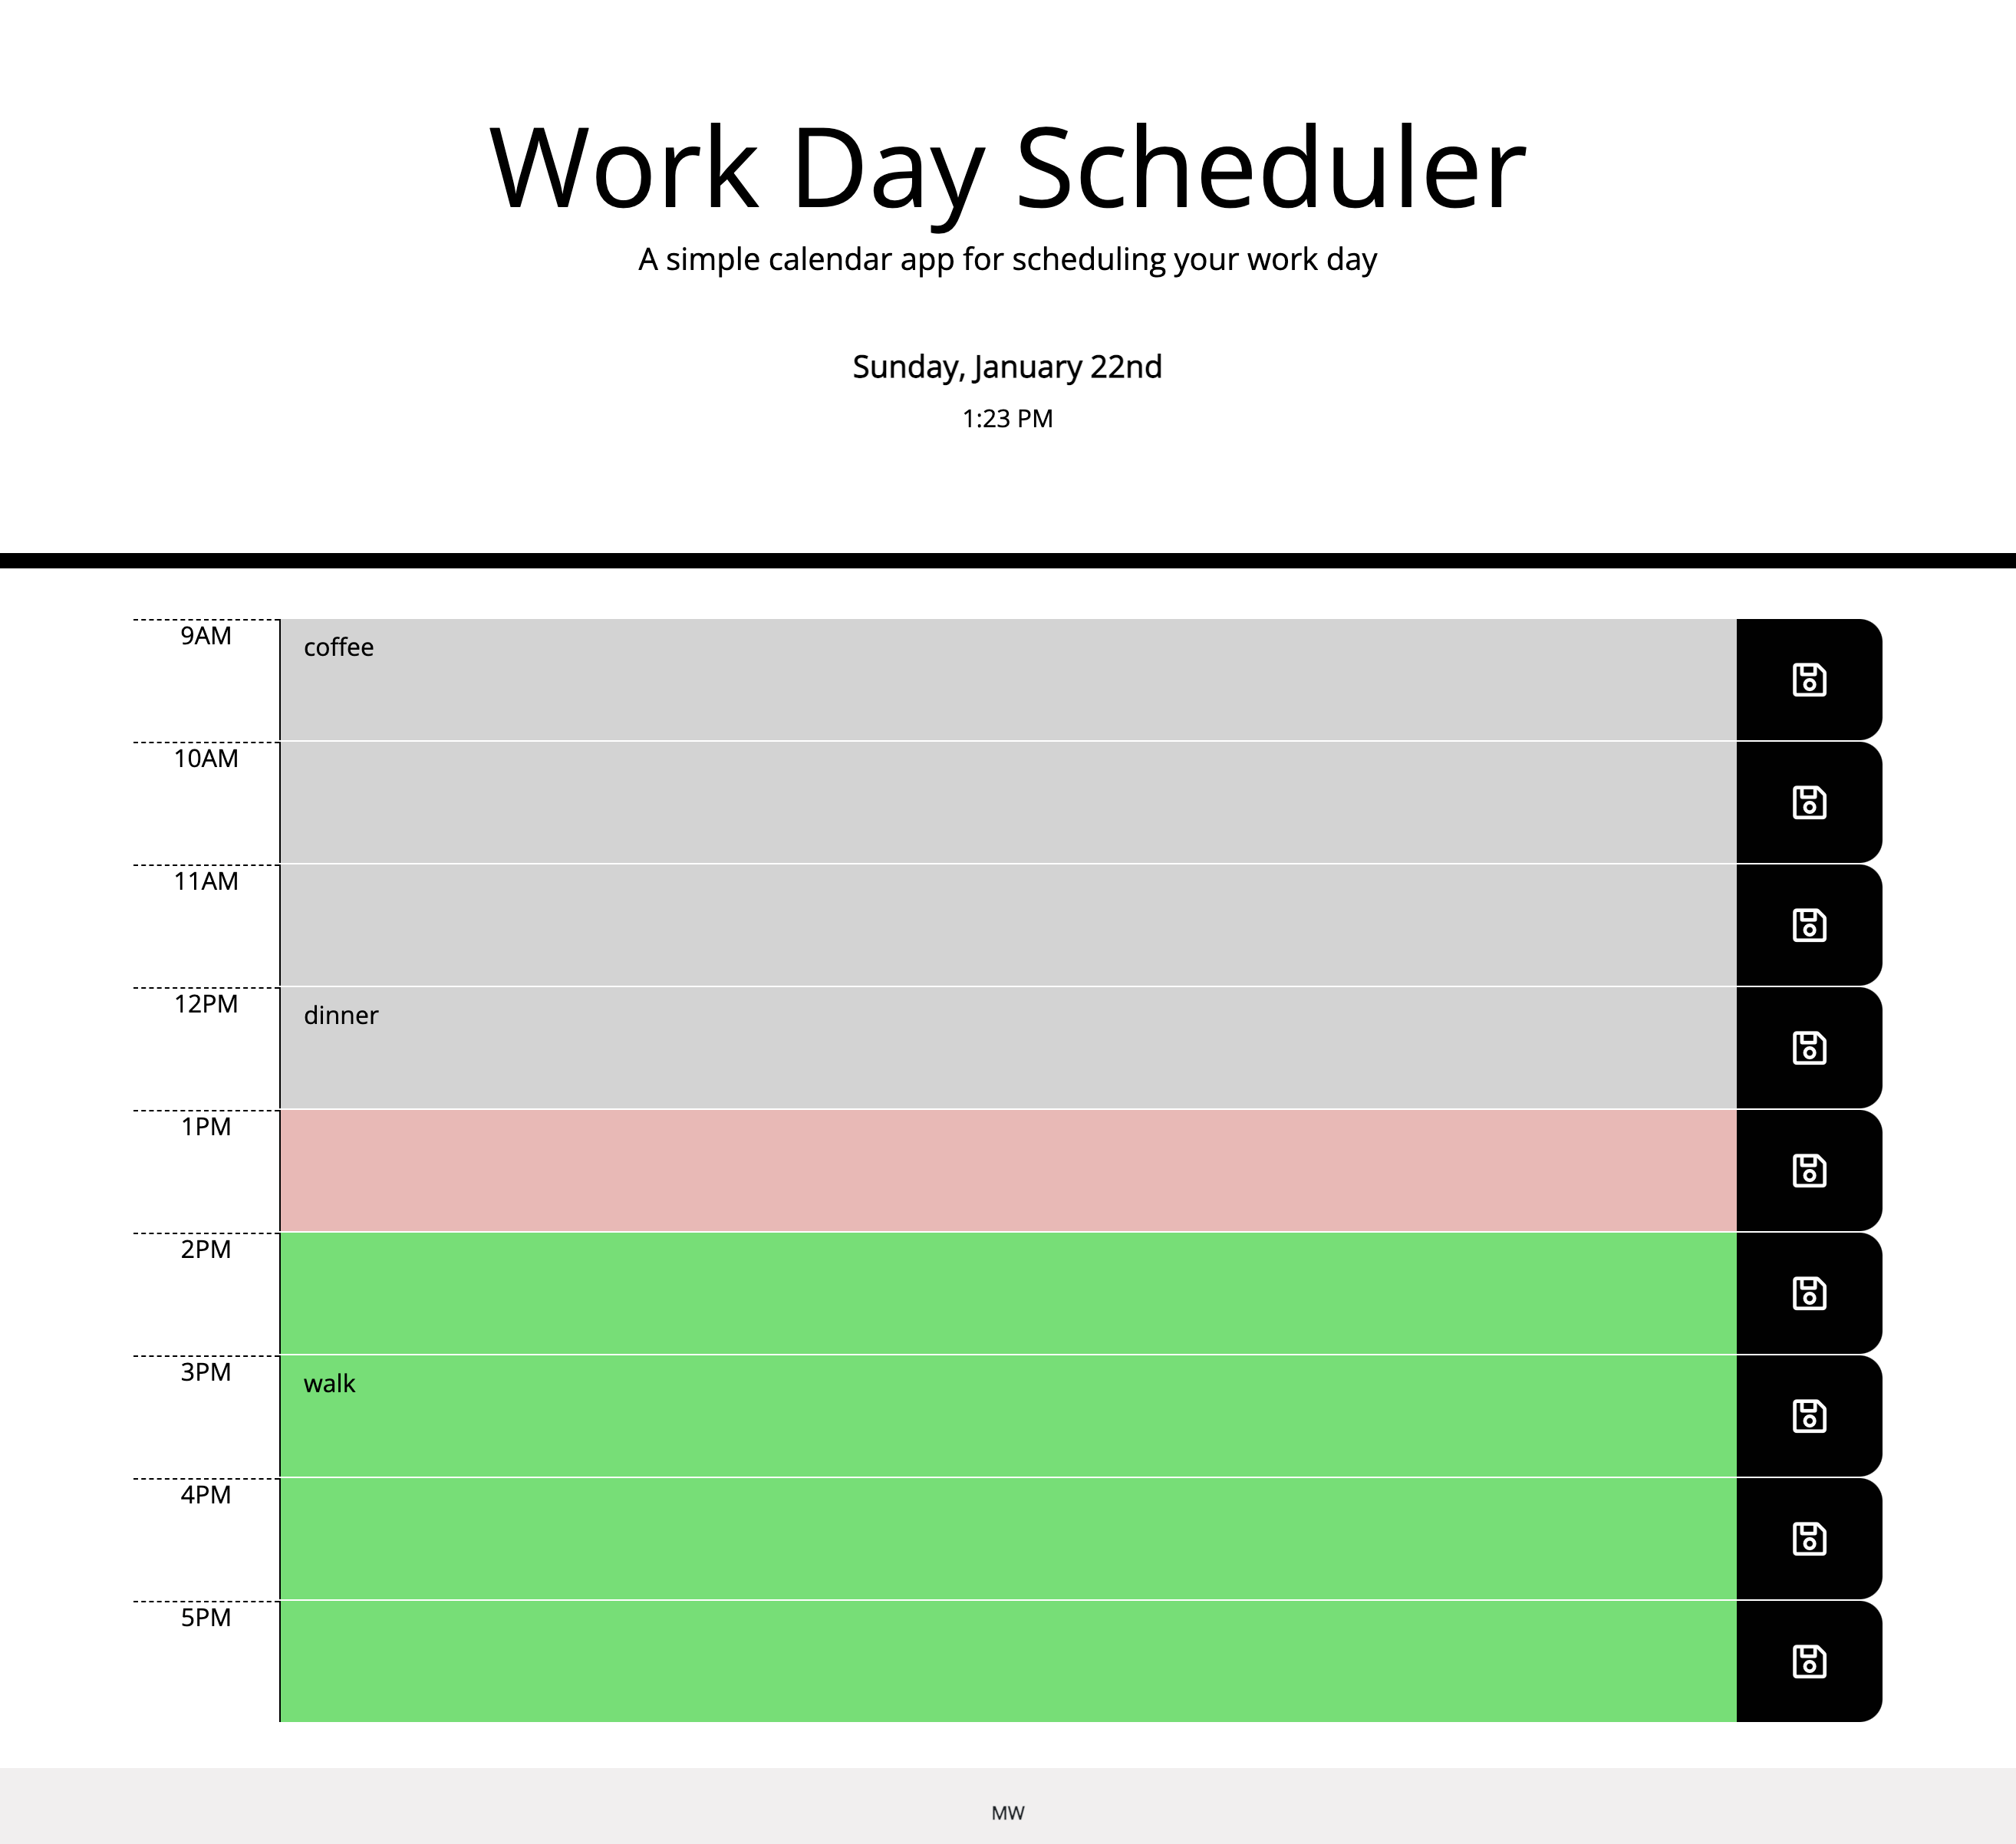 Work Day Scheduler
A simple calendar app for scheduling your work day
Sunday, January 22nd
1:23 PM
9AM
coffee
10AM
11AM
12PM
dinner
1PM
2PM
3PM
walk
4PM
5PM
MW